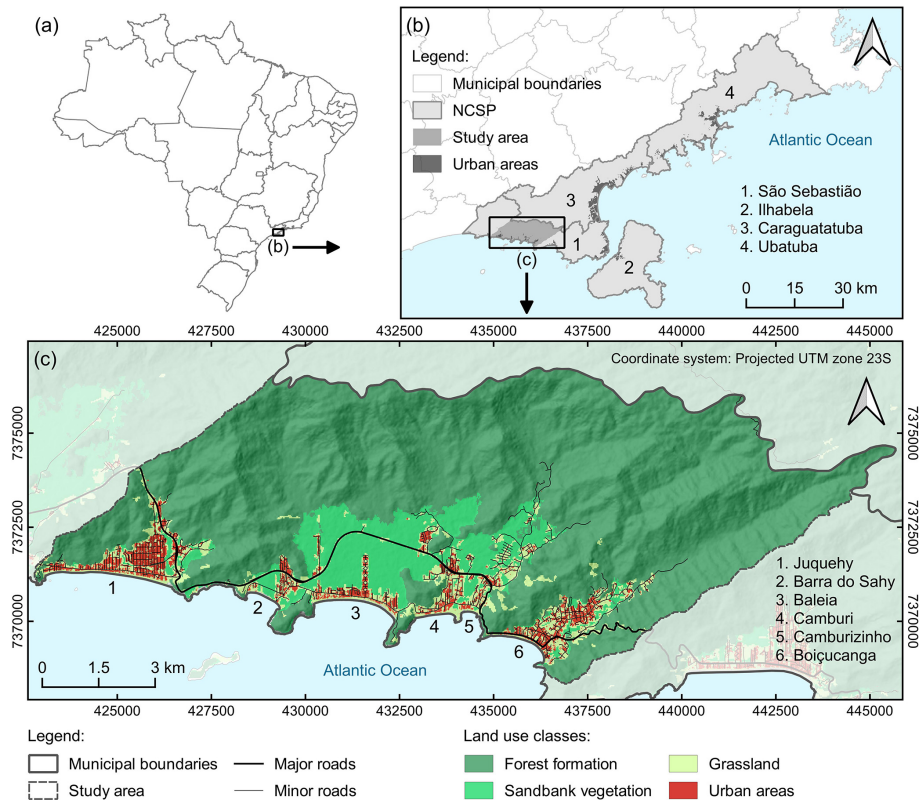 (a)
(b)
(b)
Legend:
Municipal boundaries
NCSP
Study area
Urban areas
4
Atlantic Ocean
3
1
2
(c)
1. São Sebastião
2. Ilhabela
3. Caraguatatuba
4. Ubatuba
0 15 30 km
425000 427500 430000 432500 435000 437500 440000 442500 445000
(c)
Coordinate system: Projected UTM zone 23S
7375000
7372500
7370000
7375000
7372500
7370000
1
2
3
4
5
6
1. Juquehy
2. Barra do Sahy
3. Baleia
4. Camburi
5. Camburizinho
6. Boiçucanga
0 1.5 3 km
Atlantic Ocean
425000 427500 430000 432500 435000 437500 440000 442500 445000
Legend:
Municipal boundaries
Study area
Major roads
Minor roads
Land use classes:
Forest formation
Sandbank vegetation
Grassland
Urban areas